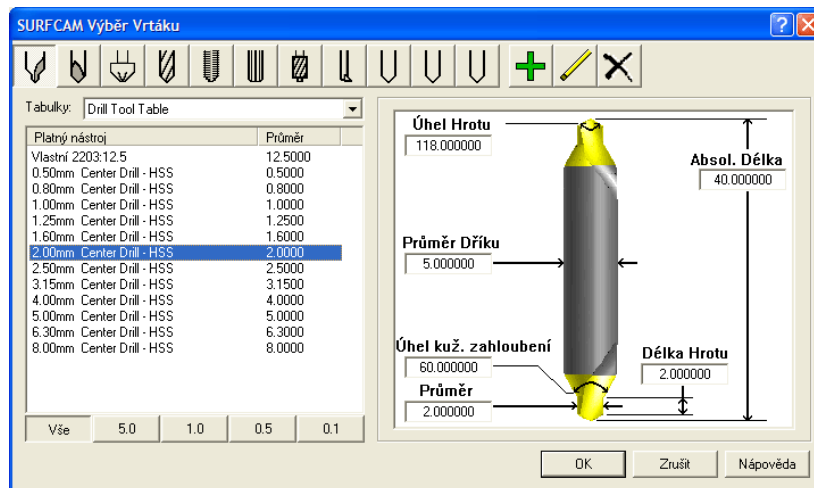 SURFCAM Výběr Vrtáku
Tabulky: Drill Tool Table
Platný nástroj Průměr
Vlastní 2203:12.5 12.5000
0.50mm Center Drill - HSS 0.5000
0.80mm Center Drill - HSS 0.8000
1.00mm Center Drill - HSS 1.0000
1.25mm Center Drill - HSS 1.2500
1.60mm Center Drill - HSS 1.6000
2.00mm Center Drill - HSS 2.0000
2.50mm Center Drill - HSS 2.5000
3.15mm Center Drill - HSS 3.1500
4.00mm Center Drill - HSS 4.0000
5.00mm Center Drill - HSS 5.0000
6.30mm Center Drill - HSS 6.3000
8.00mm Center Drill - HSS 8.0000
Vše 5.0 1.0 0.5 0.1
Úhel Hrotu
118.000000
Absol. Délka
40.000000
Průměr Dříku
5.000000
Úhel kuž. zahloubení
60.000000
Délka Hrotu
2.000000
Průměr
2.000000
OK Zrušit Nápověda